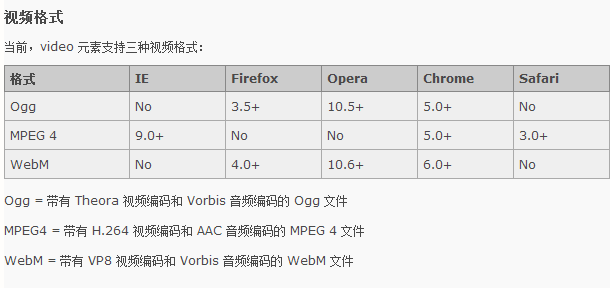 视频格式
当前，video 元素支持三种视频格式：
格式 IE Firefox Opera Chrome Safari
Ogg No 3.5+ 10.5+ 5.0+ No
MPEG 4 9.0+ No No 5.0+ 3.0+
WebM No 4.0+ 10.6+ 6.0+ No
Ogg = 带有 Theora 视频编码和 Vorbis 音频编码的 Ogg 文件
MPEG4 = 带有 H.264 视频编码和 AAC 音频编码的 MPEG 4 文件
WebM = 带有 VP8 视频编码和 Vorbis 音频编码的 WebM 文件